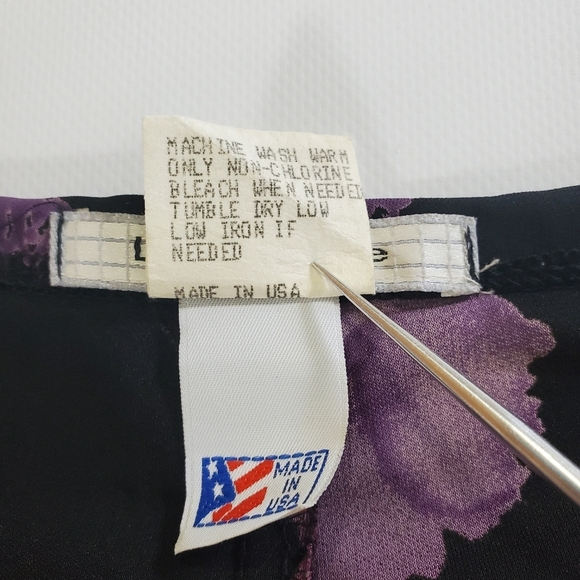 MACHINE WASH WARM
ONLY NON-CHLORINE
BLEACH WHEN NEEDED
TUMBLE DRY LOW
LOW IRON IF
NEEDED
MADE IN USA
MADE
IN
USA